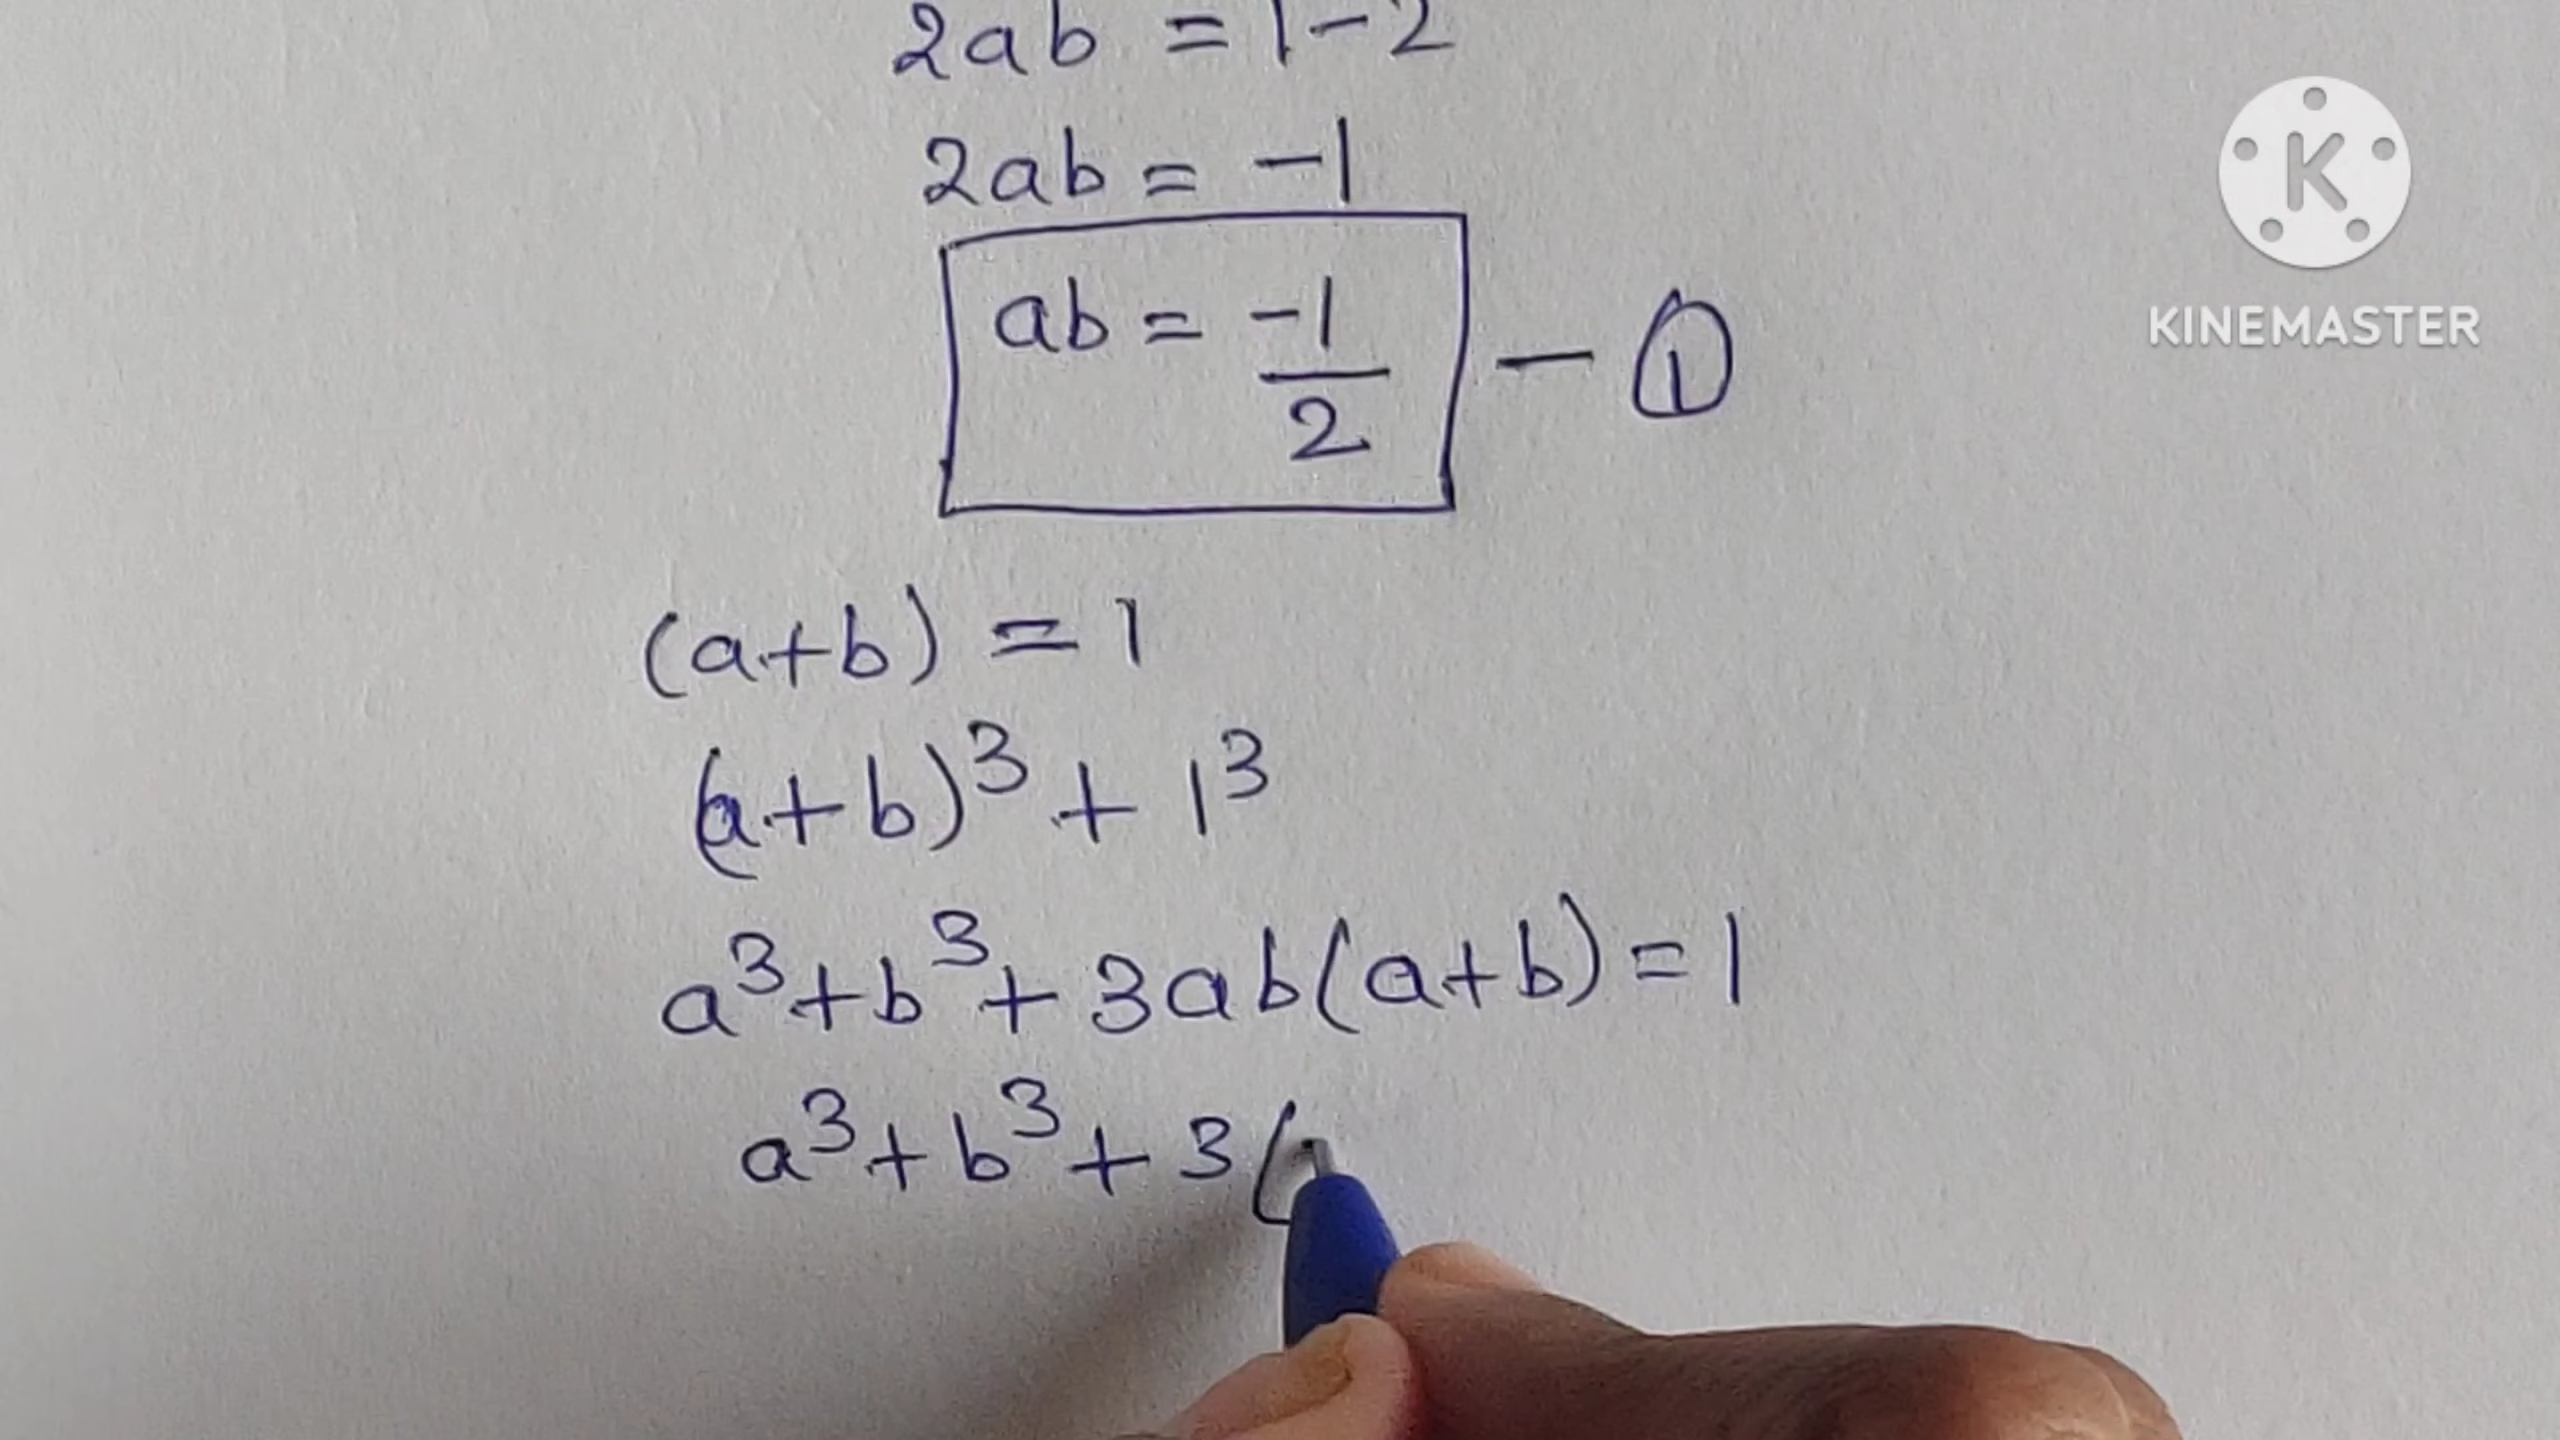 2ab = 1-2
2ab = -1
ab = -1/2 - ①
(a+b) = 1
(a+b)³ + 1³
a³+b³+3ab(a+b)=1
a³+b³+3(
K
KINEMASTER